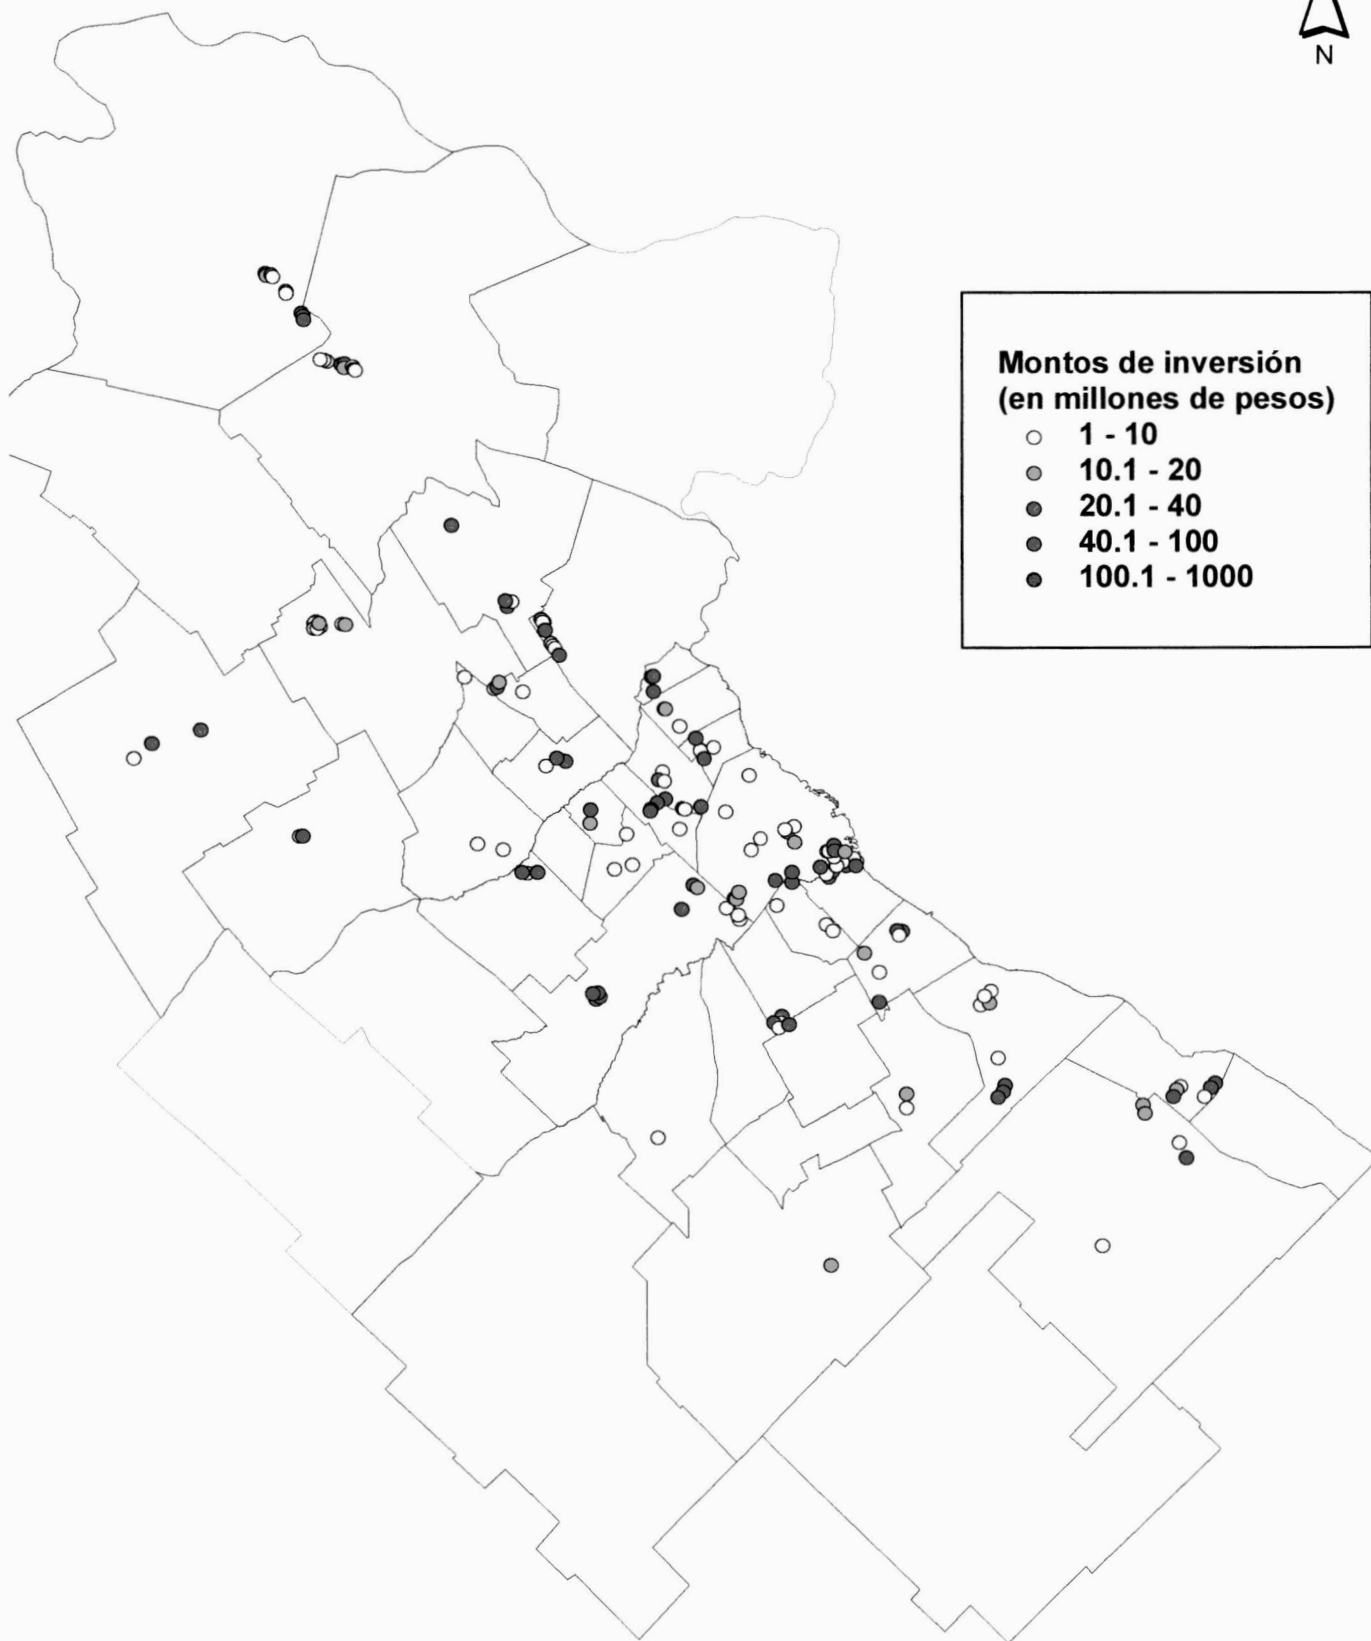 N
Montos de inversión
(en millones de pesos)
1 - 10
10.1 - 20
20.1 - 40
40.1 - 100
100.1 - 1000